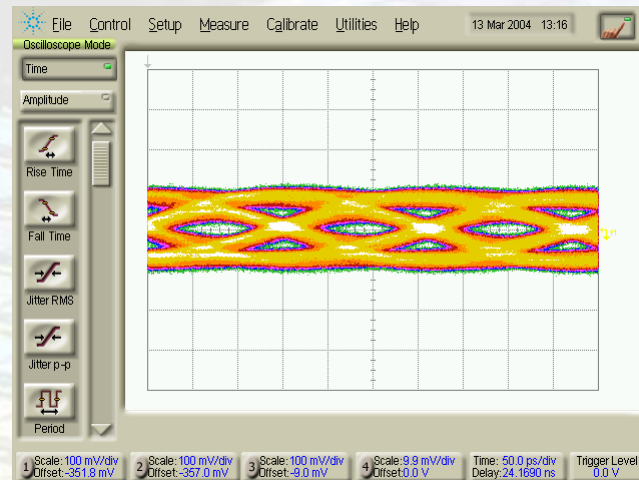 File Control Setup Measure Calibrate Utilities Help 13 Mar 2004 13:16
Oscilloscope Mode
Time
Amplitude
Rise Time
Fall Time
Jitter RMS
Jitter p-p
Period
1 Scale: 100 mV/div Offset:-351.8 mV
2 Scale: 100 mV/div Offset:-357.0 mV
3 Scale: 100 mV/div Offset:-9.0 mV
4 Scale:9.9 mV/div Offset:0.0 V
Time: 50.0 ps/div Delay:24.1690 ns
Trigger Level 0.0 V